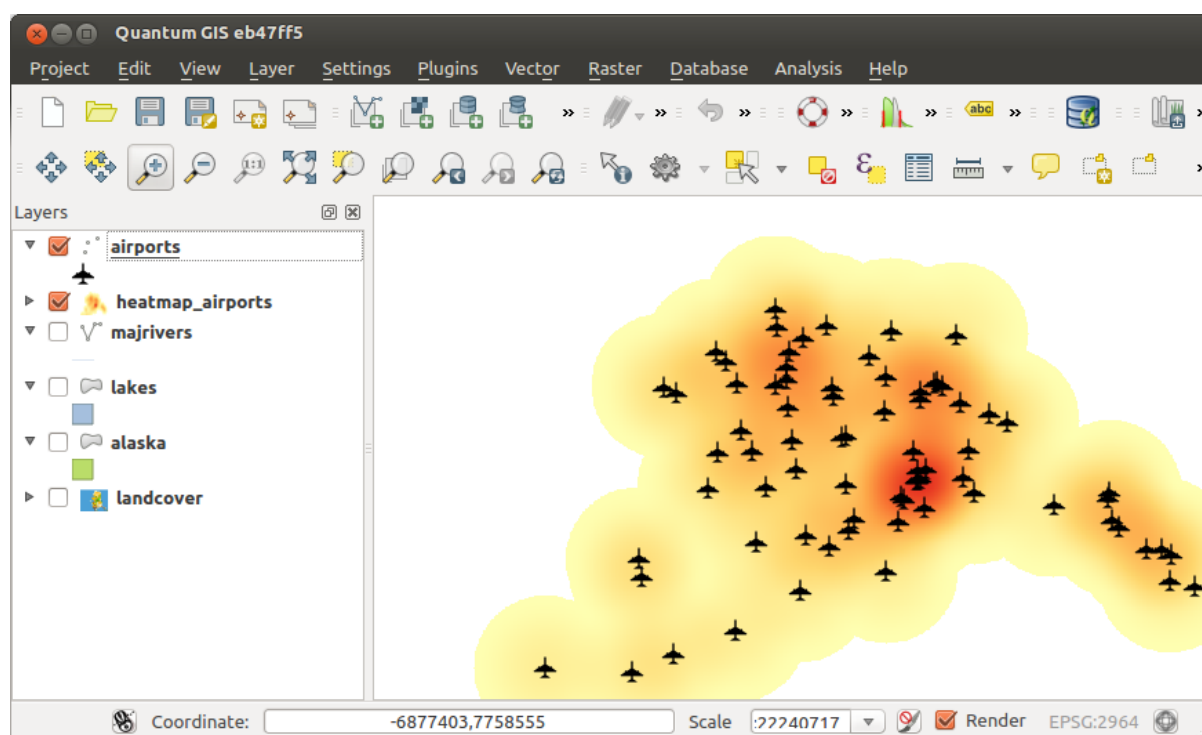 Quantum GIS eb47ff5
Project Edit View Layer Settings Plugins Vector Raster Database Analysis Help
1:1
abc
Layers
airports
heatmap_airports
majrivers
lakes
alaska
landcover
Coordinate: -6877403,7758555 Scale :22240717 Render EPSG:2964